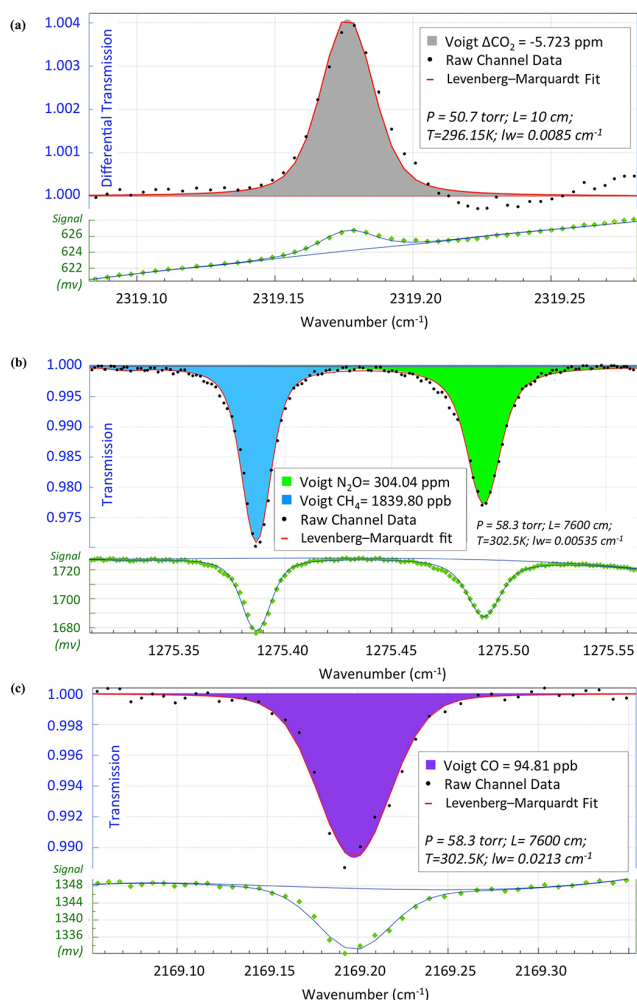 (a)
1.004
1.003
1.002
1.001
1.000
Differential Transmission
Voigt ΔCO₂ = -5.723 ppm
Raw Channel Data
Levenberg–Marquardt Fit
P = 50.7 torr; L= 10 cm;
T=296.15K; lw= 0.0085 cm⁻¹
Signal
626
624
622
(mv)
2319.10
2319.15
2319.20
2319.25
Wavenumber (cm⁻¹)
(b)
1.000
0.995
0.990
0.985
0.980
0.975
Transmission
Voigt N₂O= 304.04 ppm
Voigt CH₄= 1839.80 ppb
Raw Channel Data
Levenberg–Marquardt fit
P = 58.3 torr; L= 7600 cm;
T=302.5K; lw= 0.00535 cm⁻¹
Signal
1720
1700
1680
(mv)
1275.35
1275.40
1275.45
1275.50
1275.55
Wavenumber (cm⁻¹)
(c)
1.000
0.998
0.996
0.994
0.992
0.990
Transmission
Voigt CO = 94.81 ppb
Raw Channel Data
Levenberg–Marquardt Fit
P = 58.3 torr; L= 7600 cm;
T=302.5K; lw= 0.0213 cm⁻¹
Signal
1348
1344
1340
1336
(mv)
2169.10
2169.15
2169.20
2169.25
2169.30
Wavenumber (cm⁻¹)